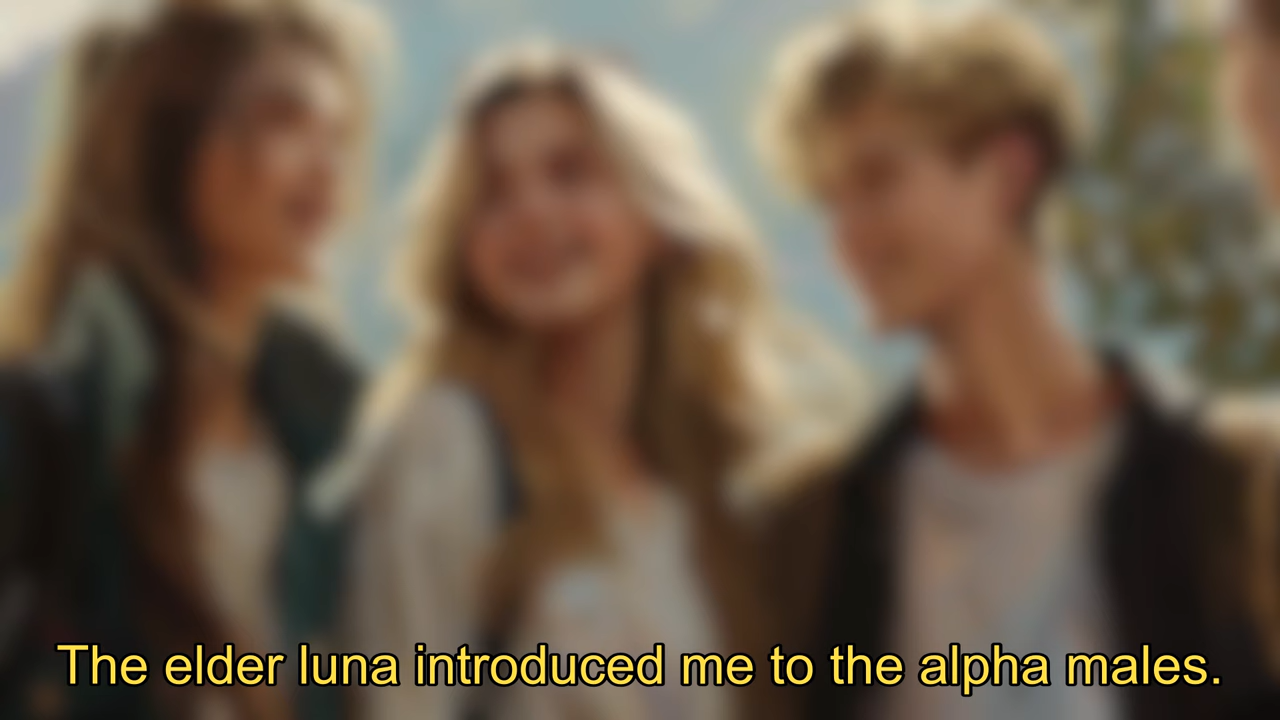 The elder luna introduced me to the alpha males.